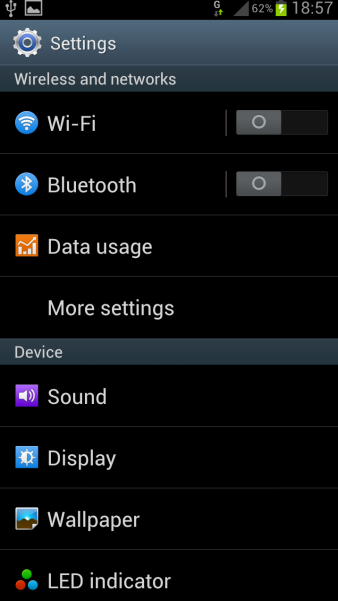 G 62% 18:57
Settings
Wireless and networks
Wi-Fi
Bluetooth
Data usage
More settings
Device
Sound
Display
Wallpaper
LED indicator